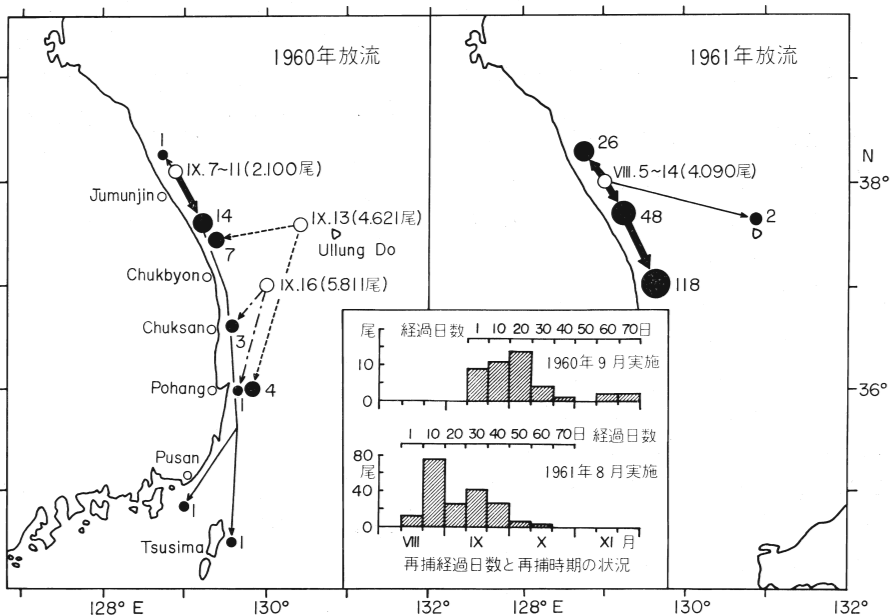 1960年放流
1
IX.7~11(2.100尾)
Jumunjin
14
7
IX.13(4.621尾)
Ullung Do
Chukbyon
IX.16(5.811尾)
Chuksan
3
Pohang
1
4
Pusan
1
Tsusima
1
128° E
130°
132°
1961年放流
26
VIII.5~14(4.090尾)
48
2
118
N
38°
36°
128° E
130°
132°
尾 経過日数 1 10 20 30 40 50 60 70日
10
0
1960年9月実施
1 10 20 30 40 50 60 70日 経過日数
80
尾
40
0
1961年8月実施
VIII IX X XI 月
再捕経過日数と再捕時期の状況